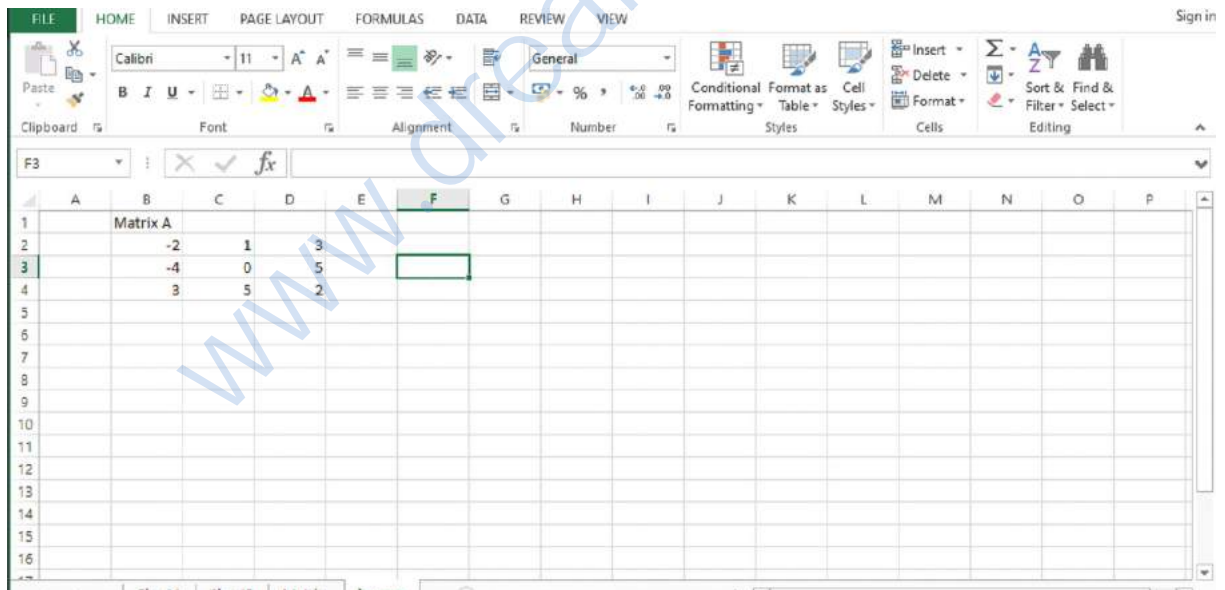 FILE HOME INSERT PAGE LAYOUT FORMULAS DATA REVIEW VIEW Sign in
Calibri 11 A A General Insert
Paste B I U A % Conditional Format as Cell Delete Sort & Find &
Formatting Table Styles Format Filter Select
Clipboard Font Alignment Number Styles Cells Editing
F3 fx
A B C D E F G H I J K L M N O P
1 Matrix A
2 -2 1 3
3 -4 0 5
4 3 5 2
5
6
7
8
9
10
11
12
13
14
15
16
www.drea